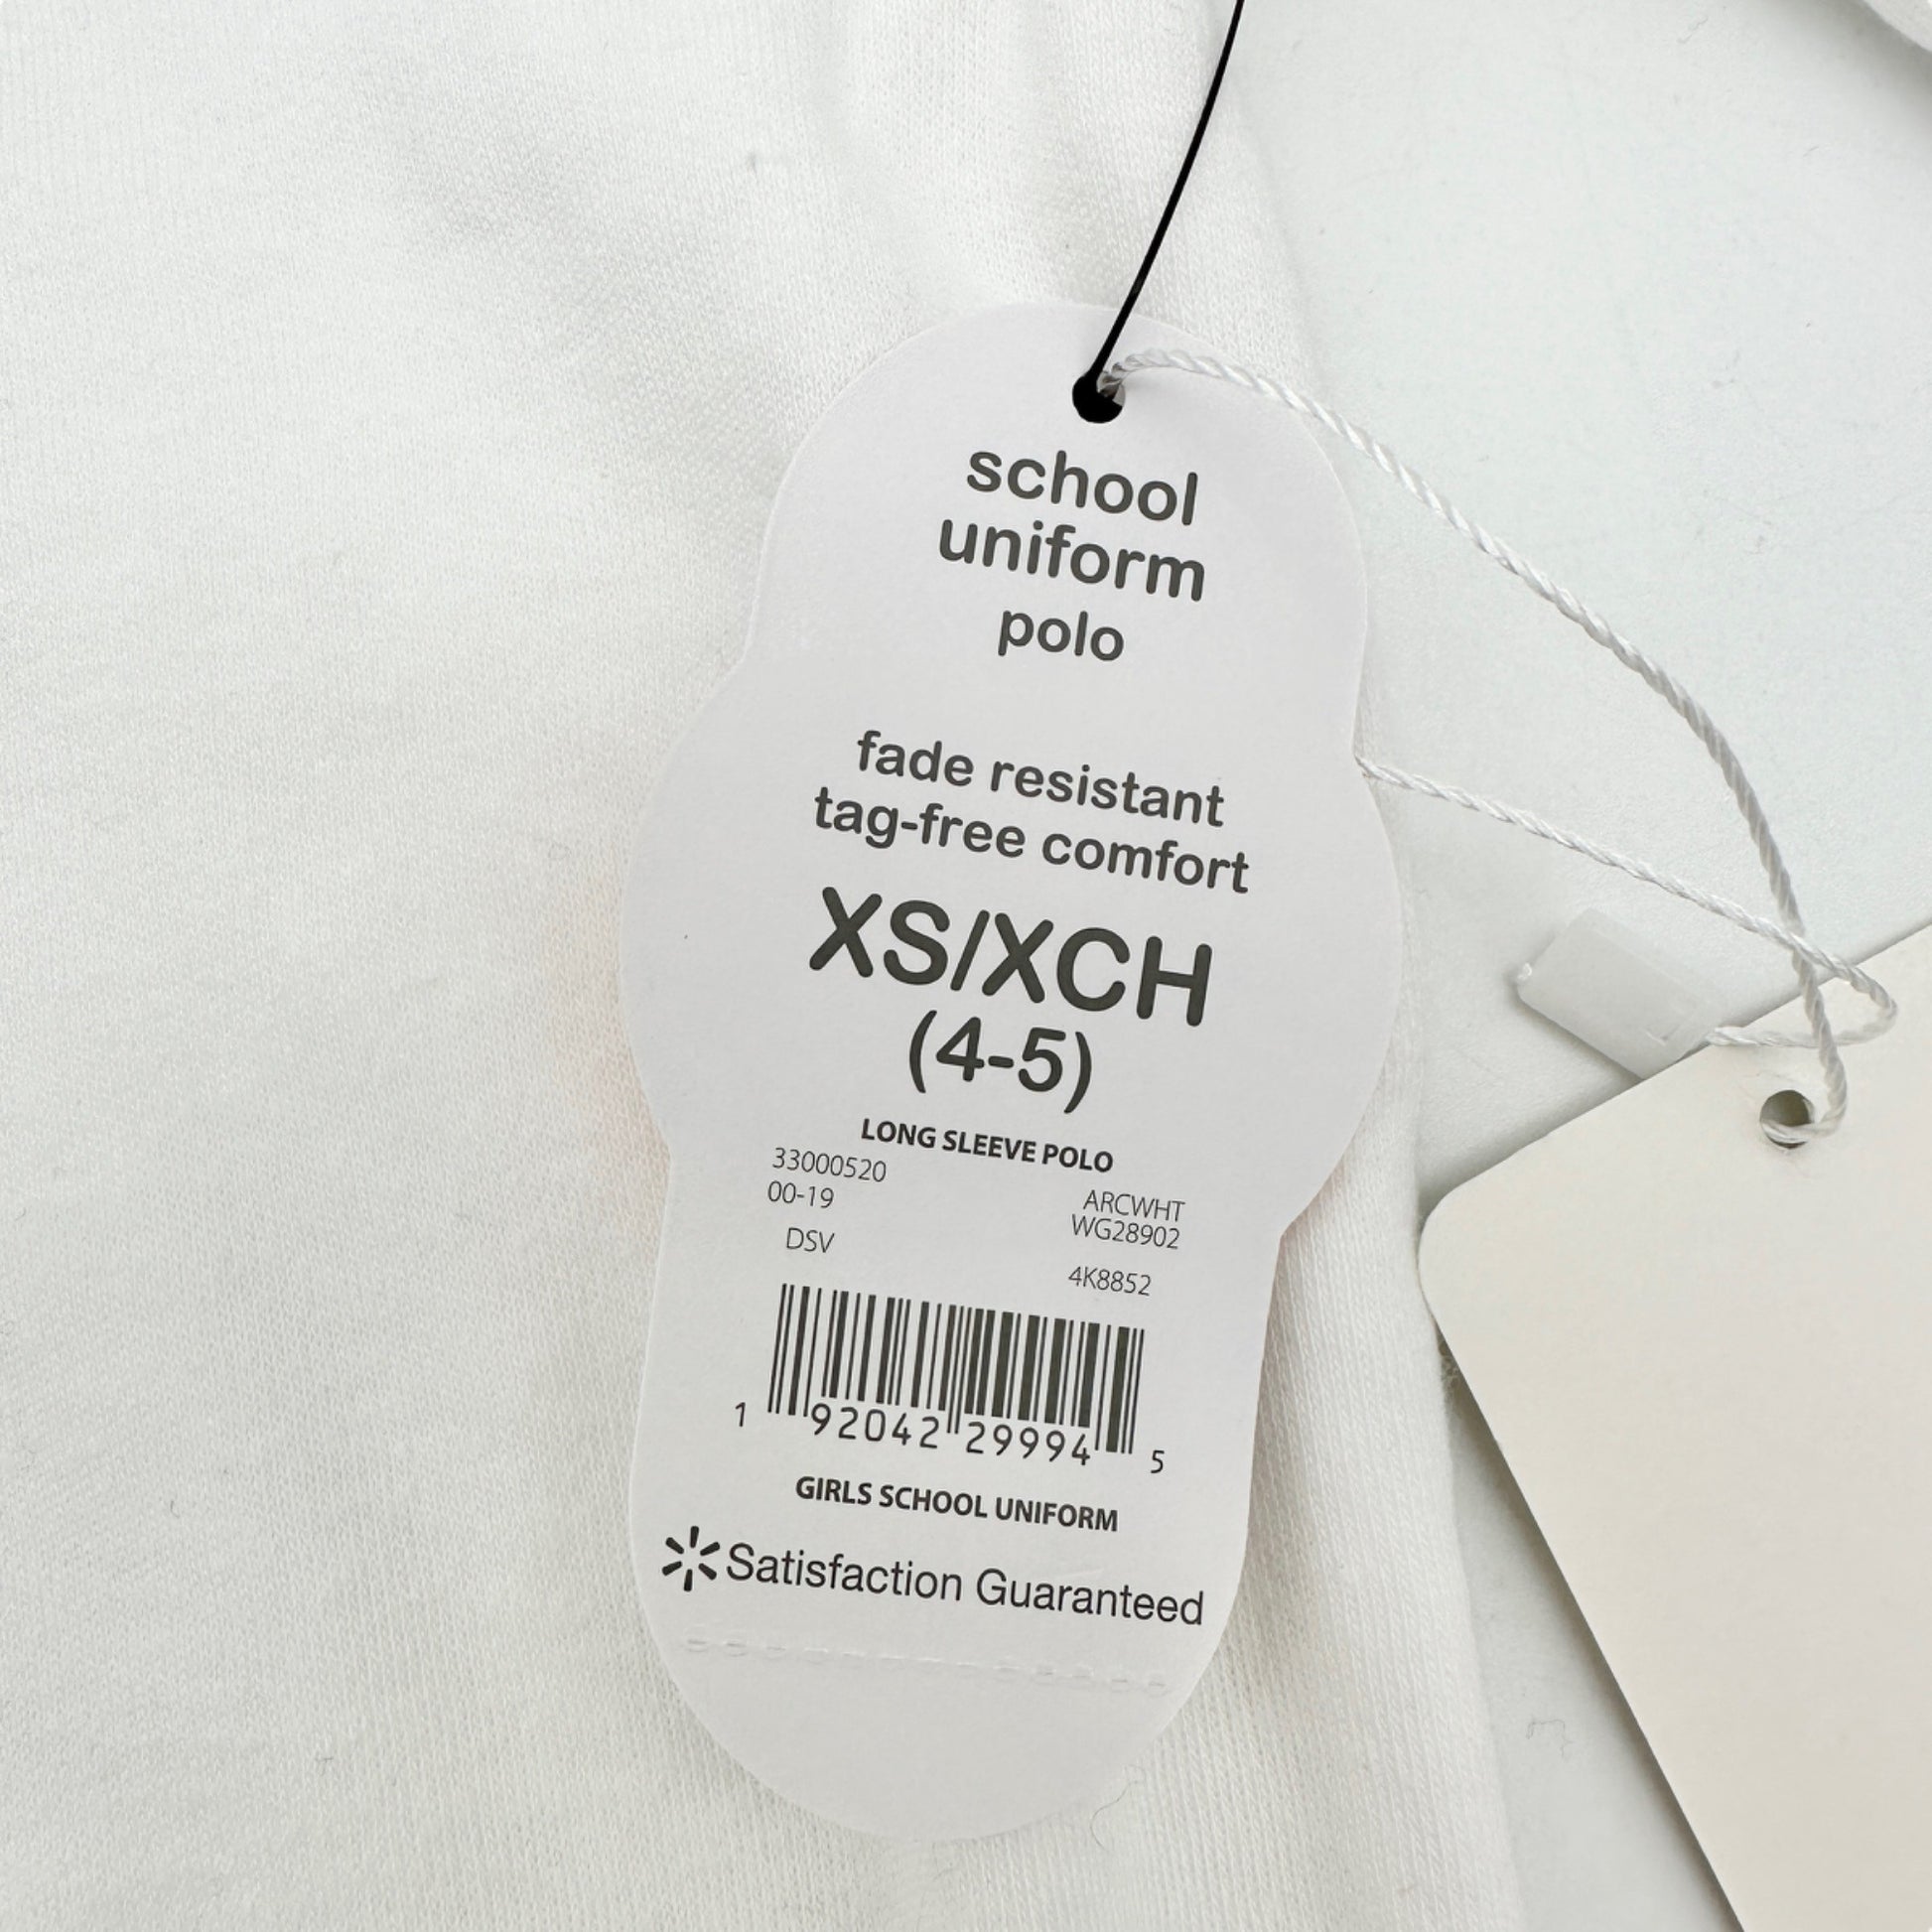 school
uniform
polo
fade resistant
tag-free comfort
XS/XCH
(4-5)
LONG SLEEVE POLO
33000520
00-19
ARCWHT
WG28902
DSV
4K8852
1 92042 29994 5
GIRLS SCHOOL UNIFORM
Satisfaction Guaranteed